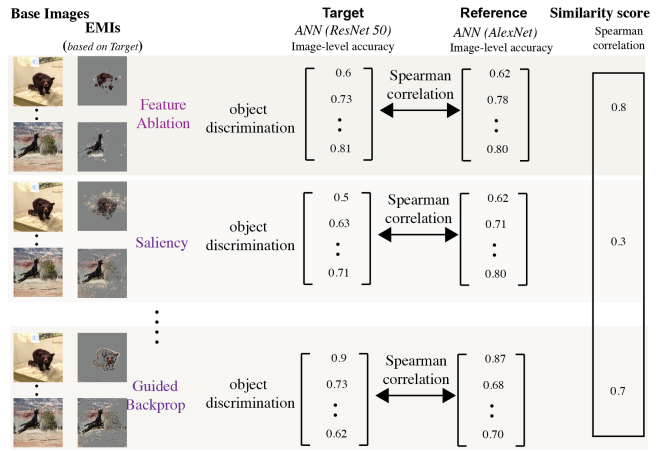 Base Images
EMIs
(based on Target)
Target
ANN (ResNet 50)
Image-level accuracy
Reference
ANN (AlexNet)
Image-level accuracy
Similarity score
Spearman
correlation
Feature
Ablation
object
discrimination
0.6
0.73
0.81
Spearman
correlation
0.62
0.78
0.80
0.8
Saliency
object
discrimination
0.5
0.63
0.71
Spearman
correlation
0.62
0.71
0.80
0.3
Guided
Backprop
object
discrimination
0.9
0.73
0.62
Spearman
correlation
0.87
0.68
0.70
0.7